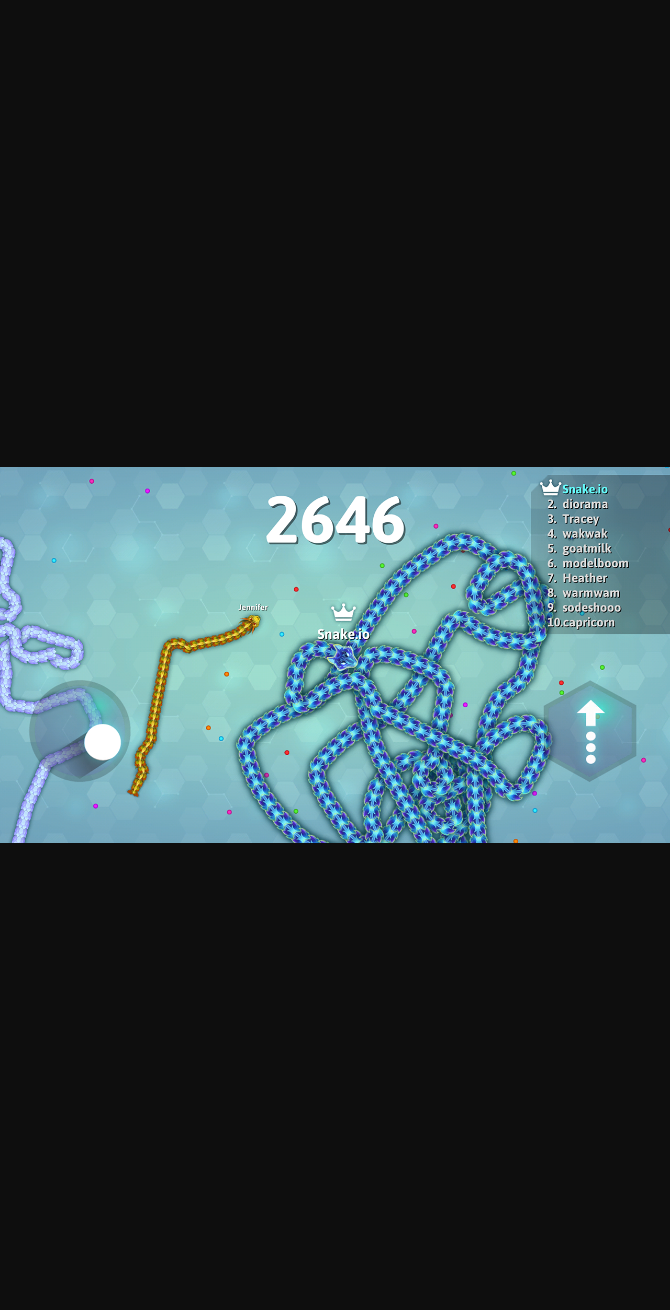 2646
Snake.io
2. diorama
3. Tracey
4. wakwak
5. goatmilk
6. modelboom
7. Heather
8. warmwam
9. sodeshooo
10.capricorn
Jennifer
Snake.io